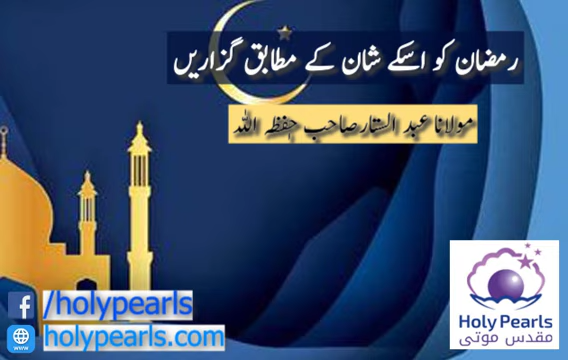 رمضان کو اسکے شان کے مطابق گزاریں
مولانا عبد الستار صاحب حفظہ اللہ
/holypearls
holypearls.com
Holy Pearls
مقدس موتی